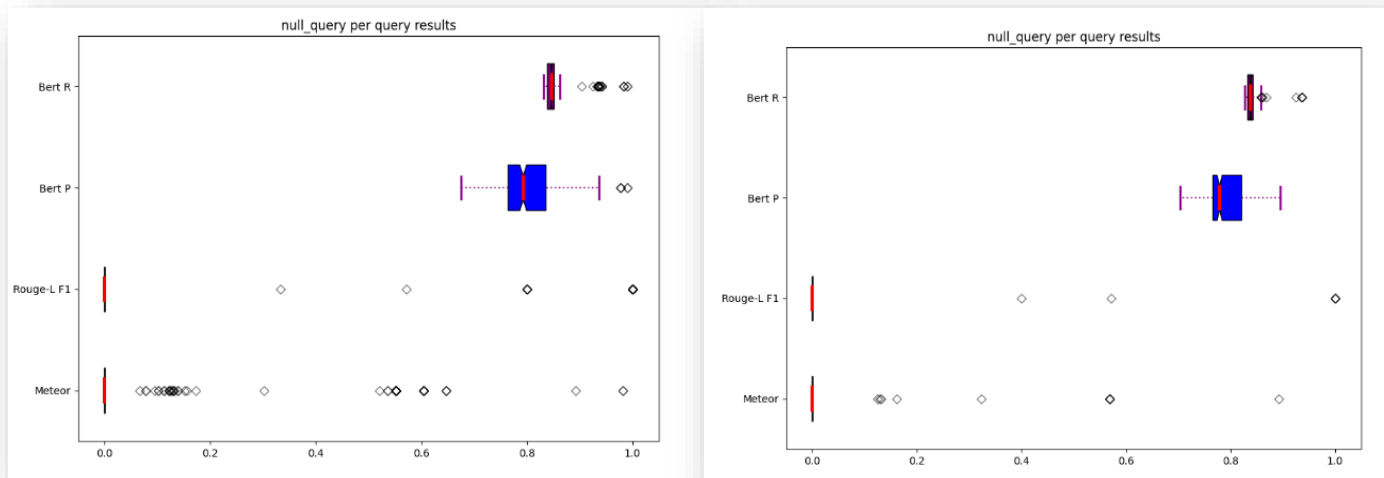 null_query per query results
Bert R
Bert P
Rouge-L F1
Meteor
0.0 0.2 0.4 0.6 0.8 1.0
null_query per query results
Bert R
Bert P
Rouge-L F1
Meteor
0.0 0.2 0.4 0.6 0.8 1.0